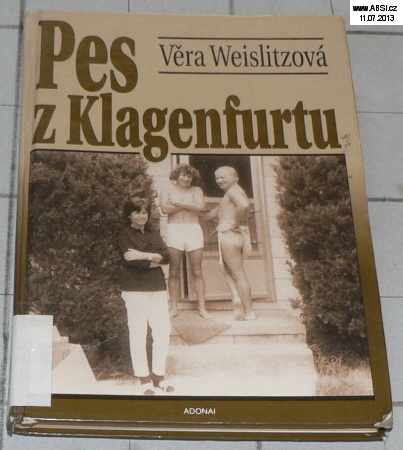 www.ABSI.cz
11.07.2013
Pes
Věra Weislitzová
z Klagenfurtu
ADONAI